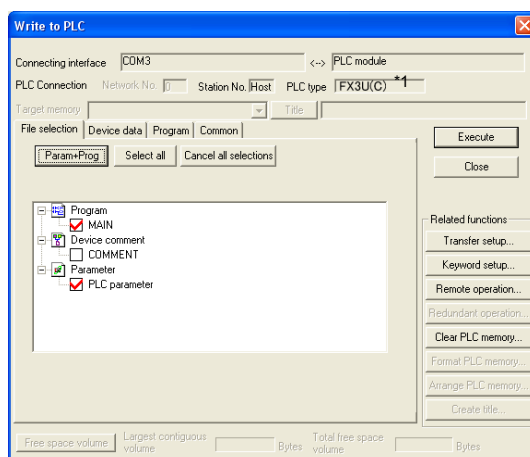 Write to PLC
Connecting interface COM3 <--> PLC module
PLC Connection Network No. 0 Station No. Host PLC type FX3U(C) *1
Target memory Title
File selection Device data Program Common
Execute
Param+Prog Select all Cancel all selections
Close
Program
MAIN
Device comment
COMMENT
Parameter
PLC parameter
Related functions
Transfer setup...
Keyword setup...
Remote operation...
Redundant operation...
Clear PLC memory...
Format PLC memory...
Arrange PLC memory...
Create title...
Free space volume Largest contiguous volume Bytes Total free space volume Bytes